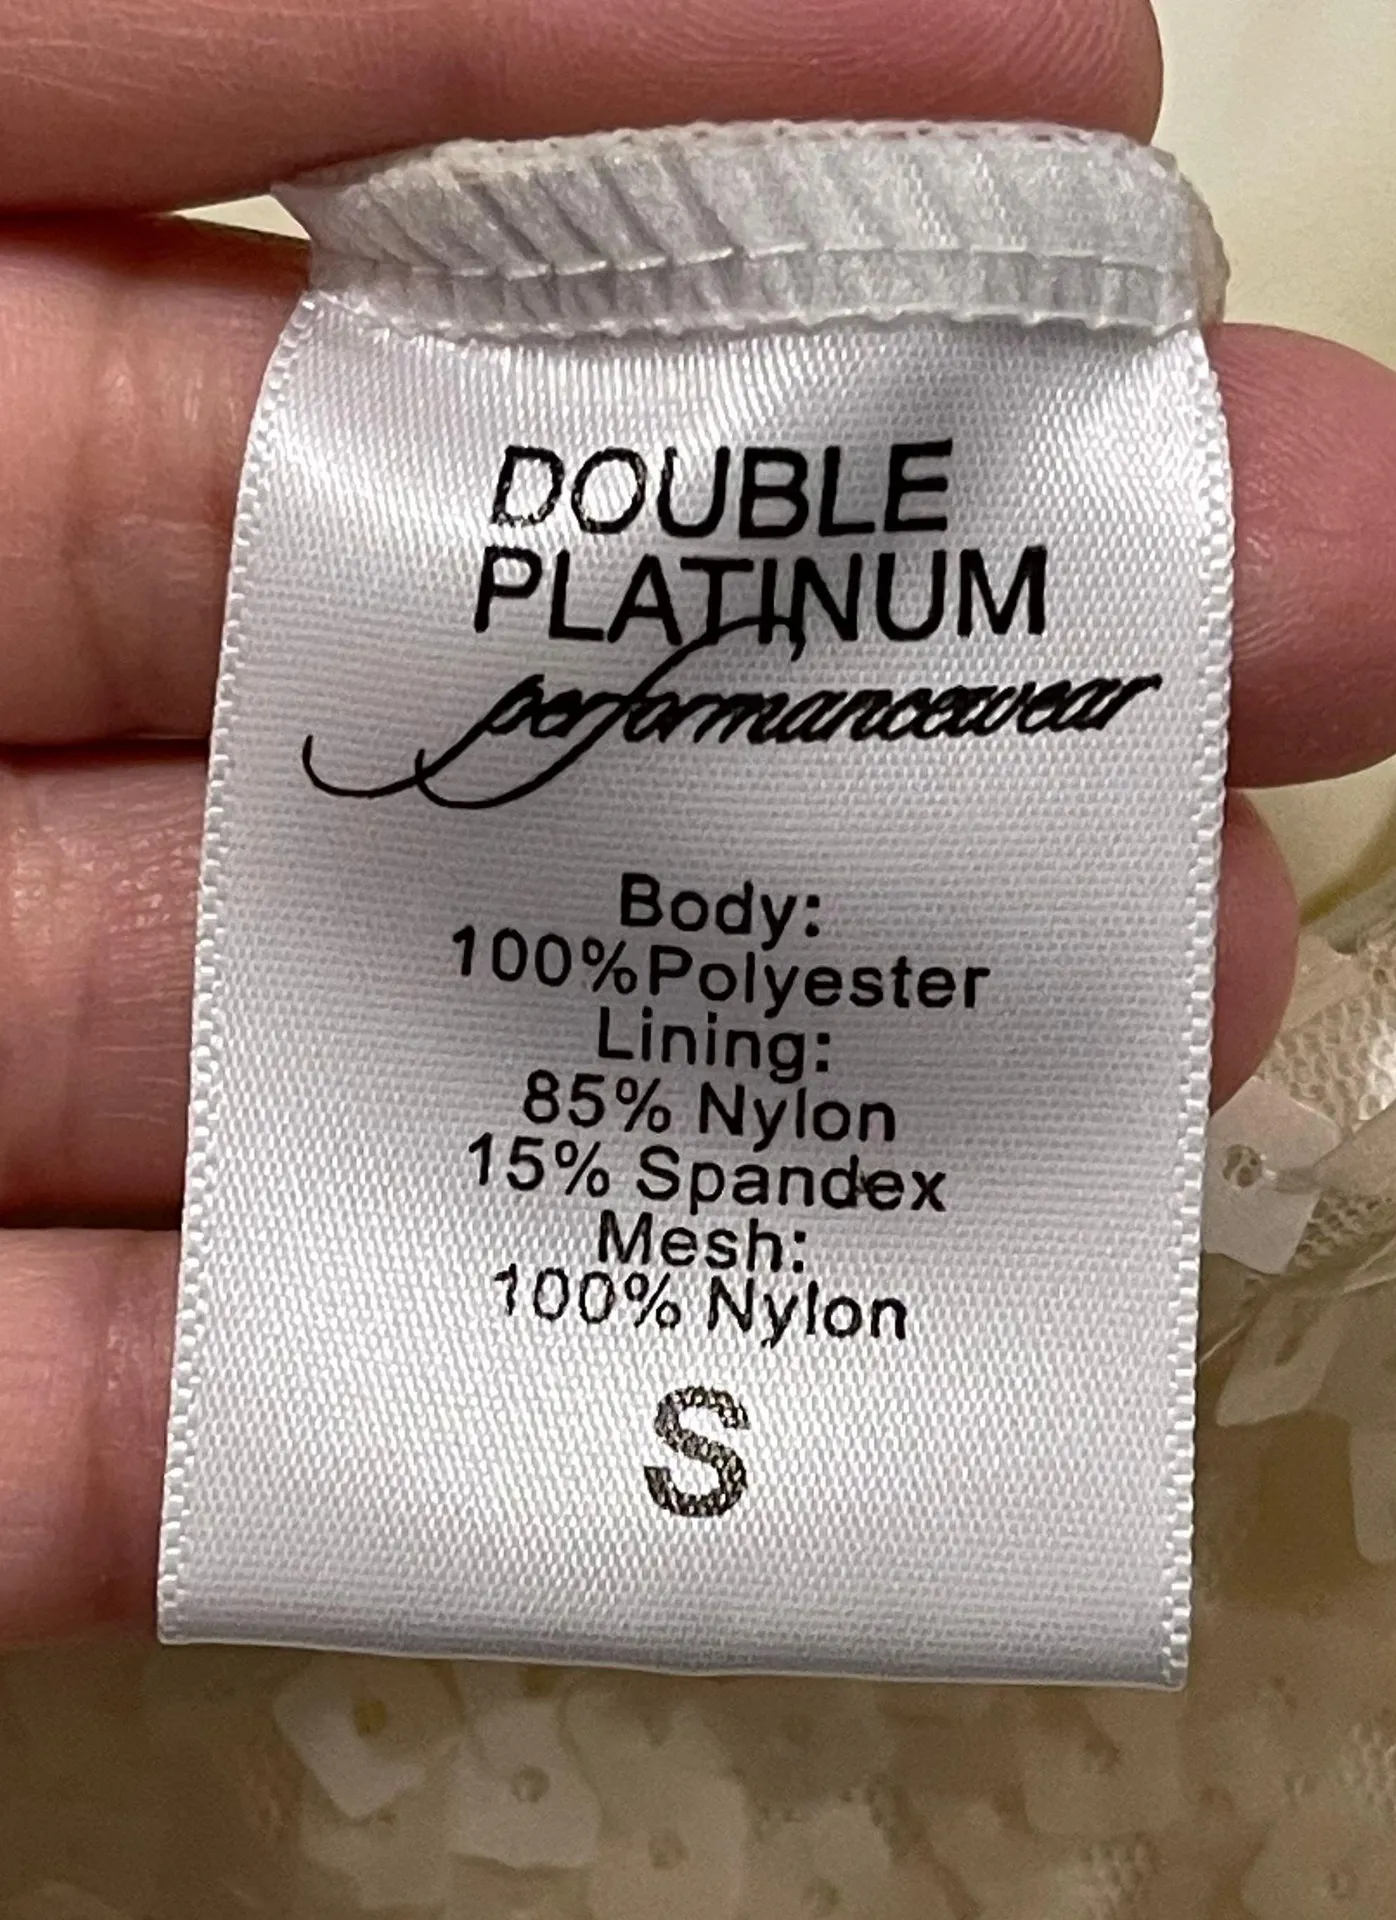 DOUBLE
PLATINUM
performancewear
Body:
100%Polyester
Lining:
85% Nylon
15% Spandex
Mesh:
100% Nylon
S